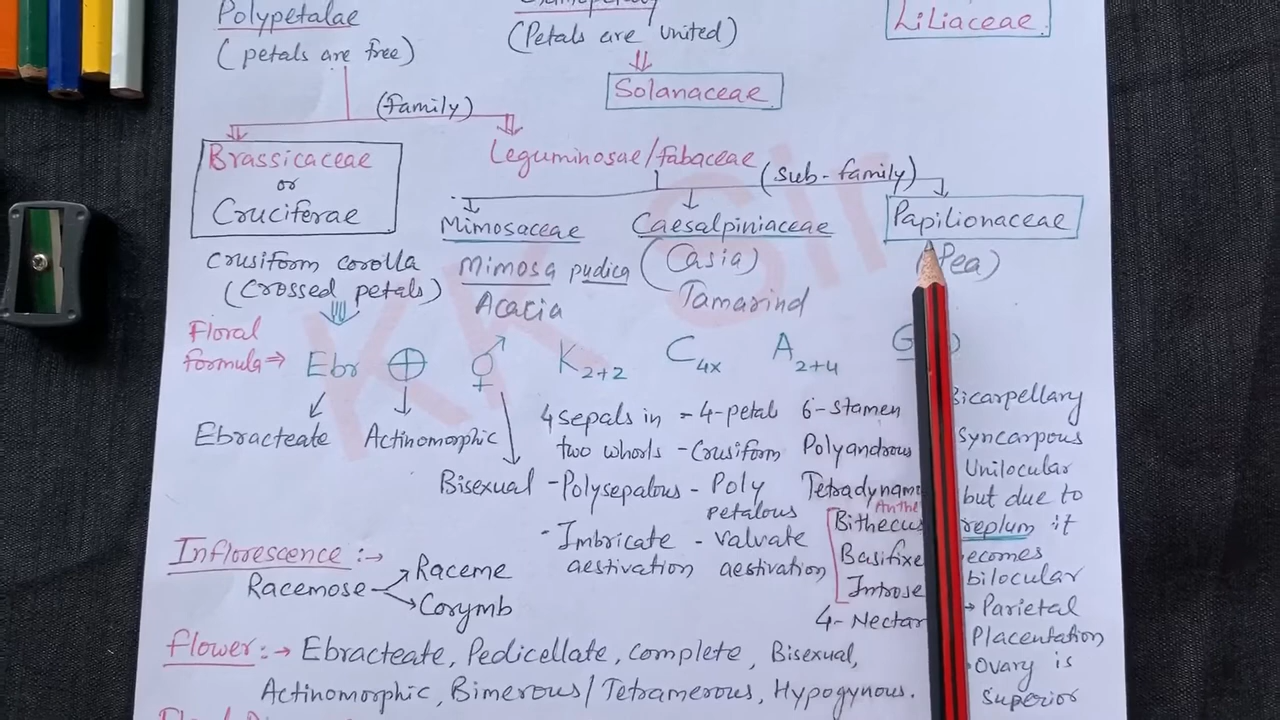 Polypetalae
(petals are free)
(Petals are united)
Liliaceae
Solanaceae
(family)
Brassicaceae
or
Cruciferae
Leguminosae/fabaceae
(Sub-family)
Mimosaceae
Caesalpiniaceae
Papilionaceae
Crusiform corolla
(Crossed petals)
Mimosa pudica
Acacia
(Casia)
Tamarind
(Pea)
Floral
formula⇒
Ebr ⊕ ⚥ K2+2 C4x A2+4
Ebracteate
Actinomorphic
Bisexual
4 sepals in
two whorls
-Polysepalous
-Imbricate
aestivation
- 4-petal
- Crusiform
- Poly
petalous
- valvate
aestivation
6-stamen
Polyandrous
Bithecus
4-Nectar
Bicarpellary
Syncarpous
Unilocular
but due to
replum it
bilocular
→ Parietal
Placentation
Ovary is
Superior
Inflorescence :→
Racemose
Raceme
Corymb
Flower:→ Ebracteate, Pedicellate, complete, Bisexual,
Actinomorphic, Bimerous/Tetramerous, Hypogynous.
KK Sir